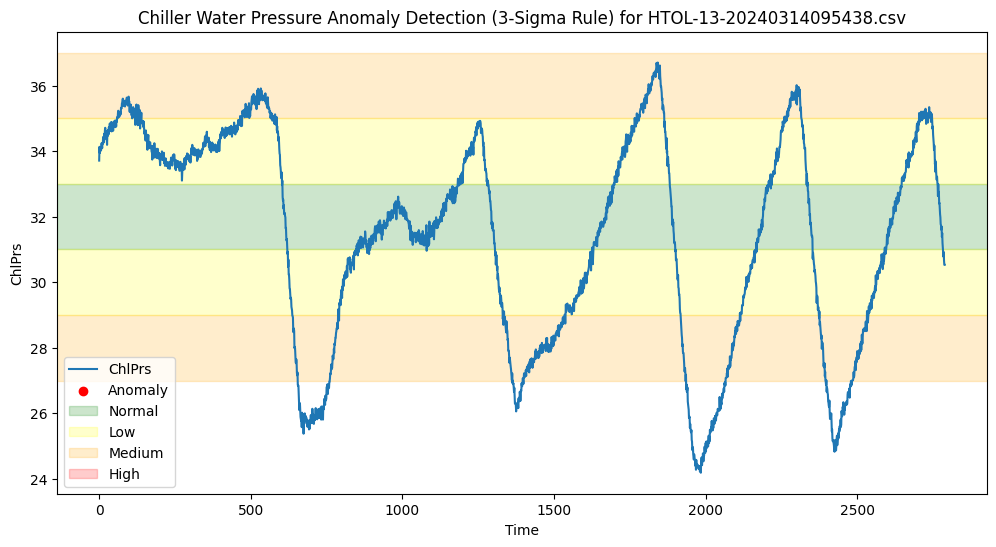 Chiller Water Pressure Anomaly Detection (3-Sigma Rule) for HTOL-13-20240314095438.csv
ChlPrs
36
34
32
30
28
26
24
ChlPrs
Anomaly
Normal
Low
Medium
High
0 500 1000 1500 2000 2500
Time